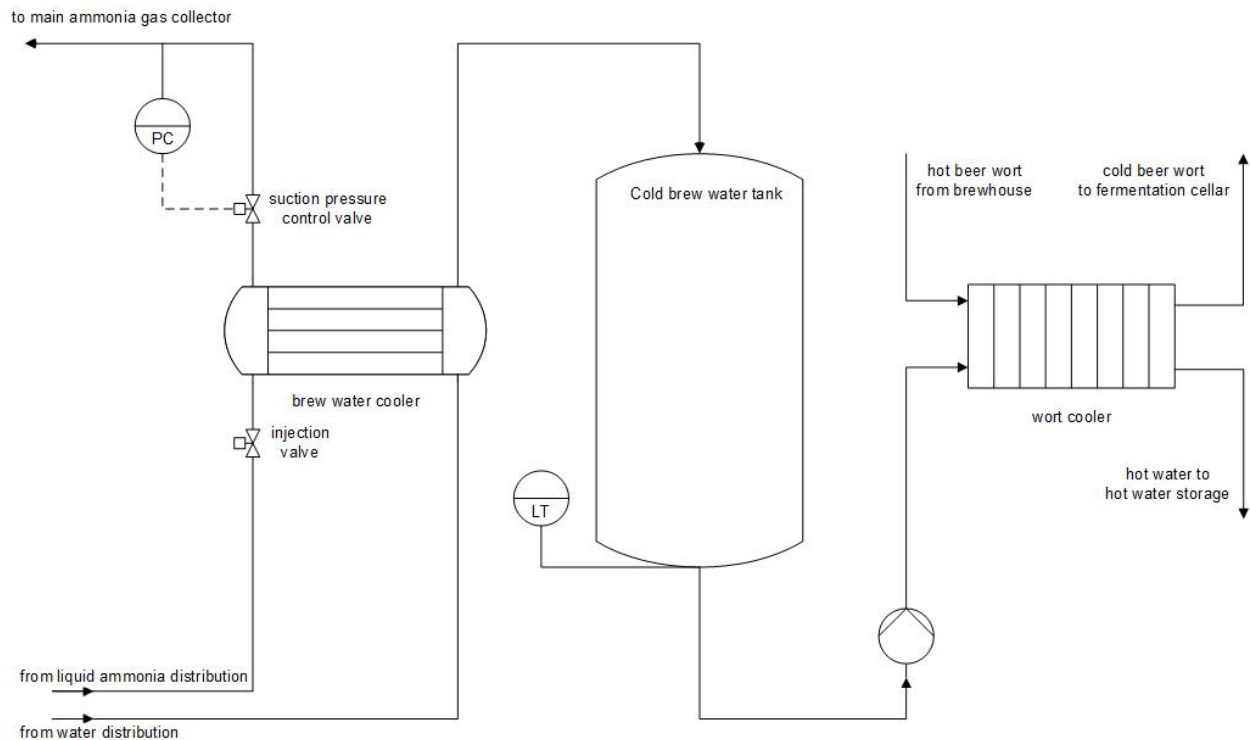 to main ammonia gas collector
PC
suction pressure
control valve
brew water cooler
injection
valve
from liquid ammonia distribution
from water distribution
Cold brew water tank
LT
hot beer wort
from brewhouse
cold beer wort
to fermentation cellar
wort cooler
hot water to
hot water storage